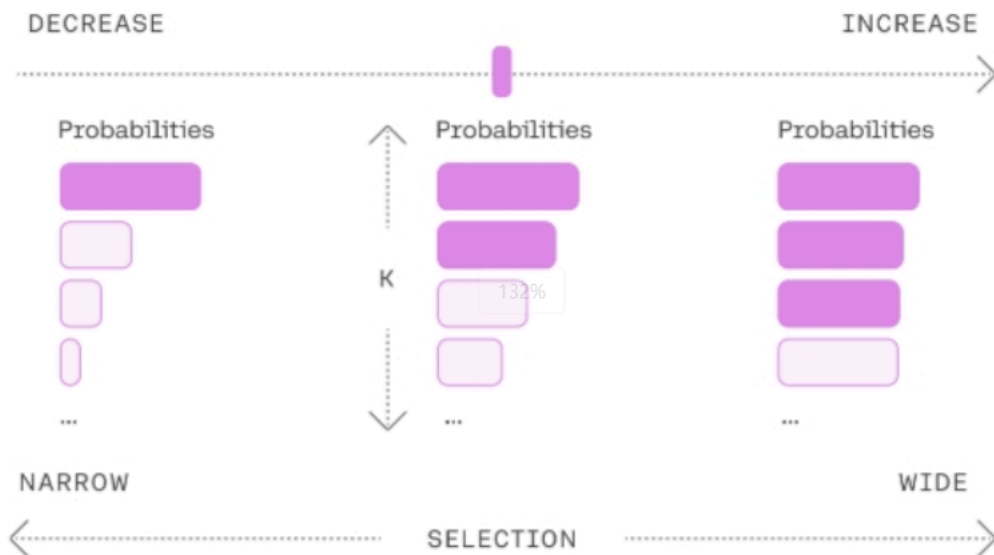 DECREASE INCREASE
Probabilities Probabilities Probabilities
K
132%
... ... ...
NARROW WIDE
SELECTION